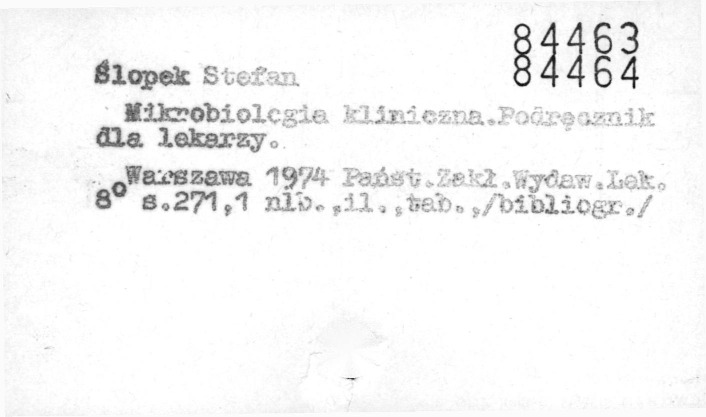 84463
84464
Ślopek Stefan
Mikrobiologia kliniczna.Podręcznik
dla lekarzy.
Warszawa 1974 Państ.Zakł.Wydaw.Lek.
8° s.271,1 nlb.,il.,tab.,/bibliogr./